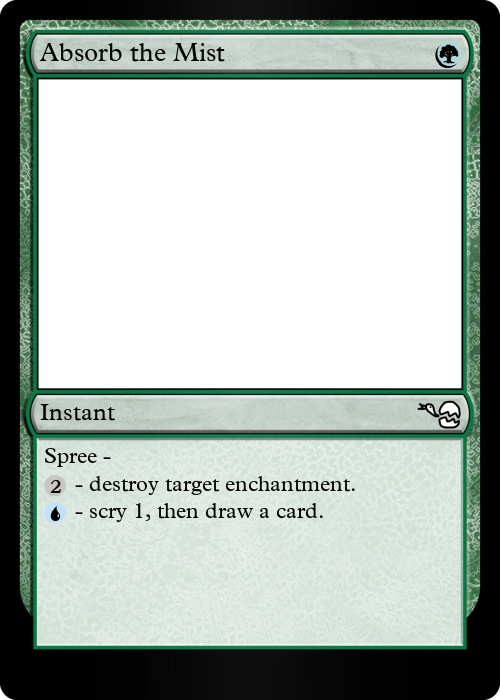 Absorb the Mist
Instant
Spree -
2 - destroy target enchantment.
- scry 1, then draw a card.